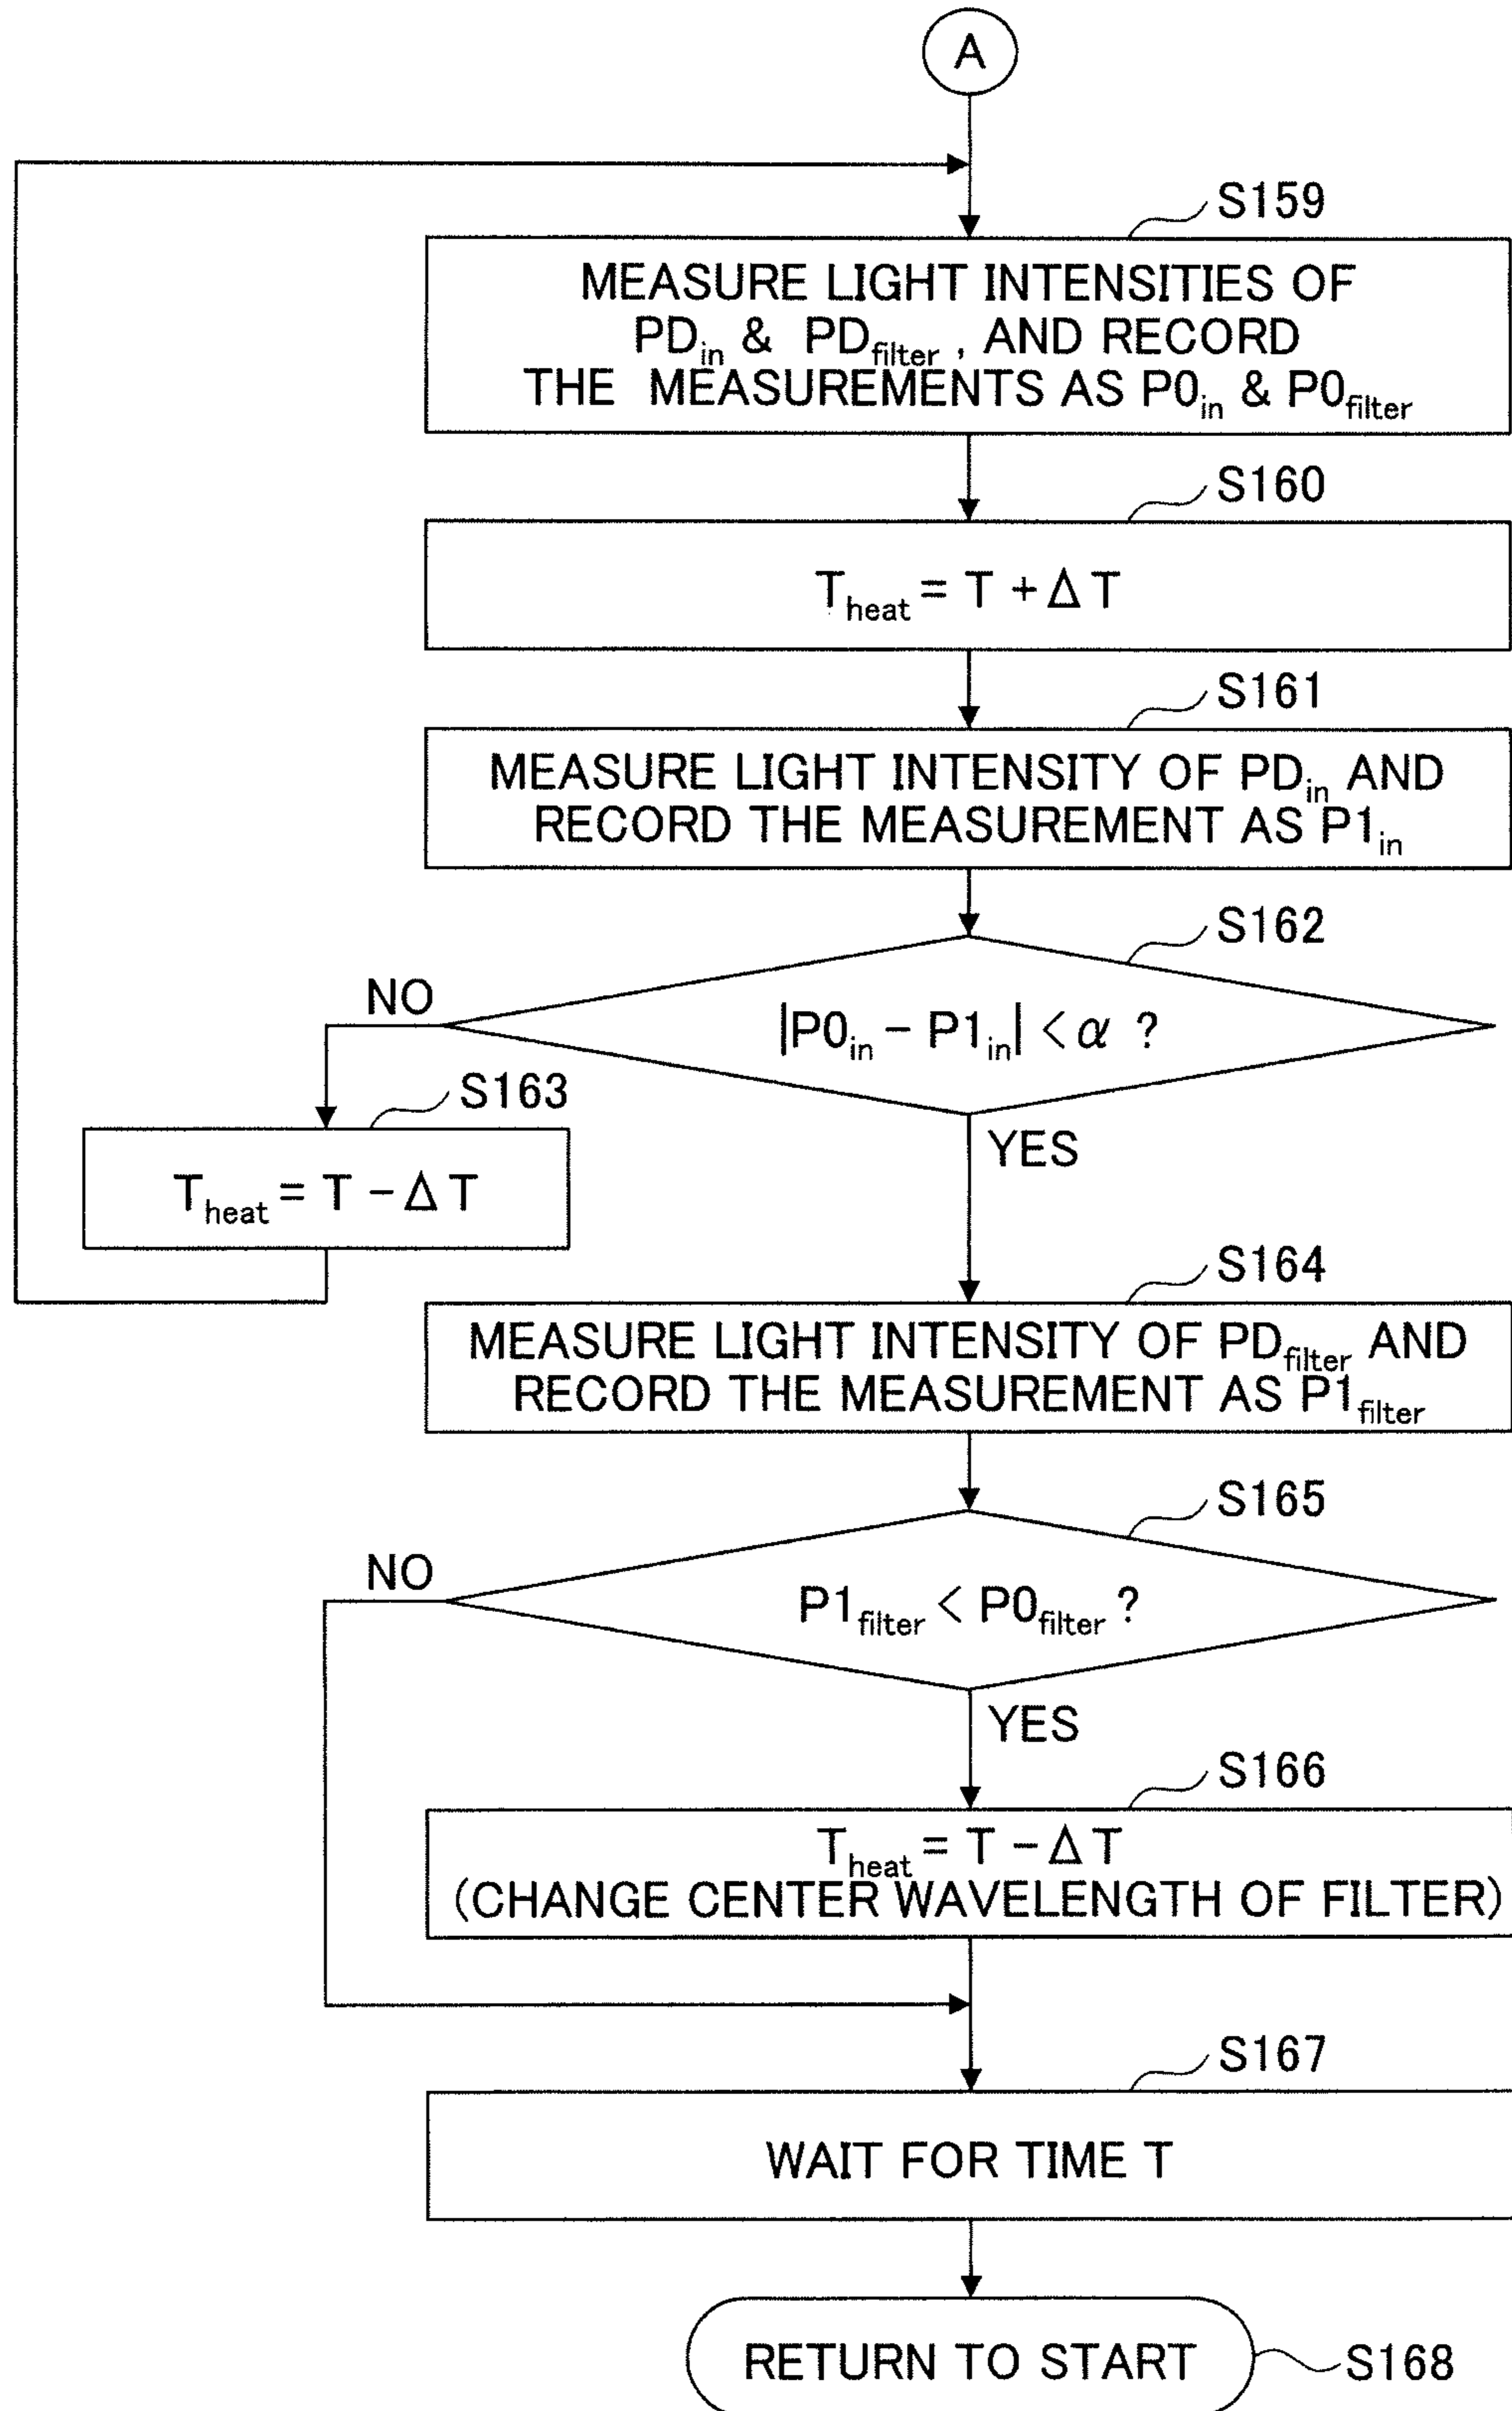 A
S159
MEASURE LIGHT INTENSITIES OF
PDin & PDfilter , AND RECORD
THE MEASUREMENTS AS P0in & P0filter
S160
Theat = T + Δ T
S161
MEASURE LIGHT INTENSITY OF PDin AND
RECORD THE MEASUREMENT AS P1in
S162
NO
|P0in − P1in| < α ?
S163
YES
Theat = T − Δ T
S164
MEASURE LIGHT INTENSITY OF PDfilter AND
RECORD THE MEASUREMENT AS P1filter
S165
NO
P1filter < P0filter ?
YES
S166
Theat = T − Δ T
(CHANGE CENTER WAVELENGTH OF FILTER)
S167
WAIT FOR TIME T
RETURN TO START
S168